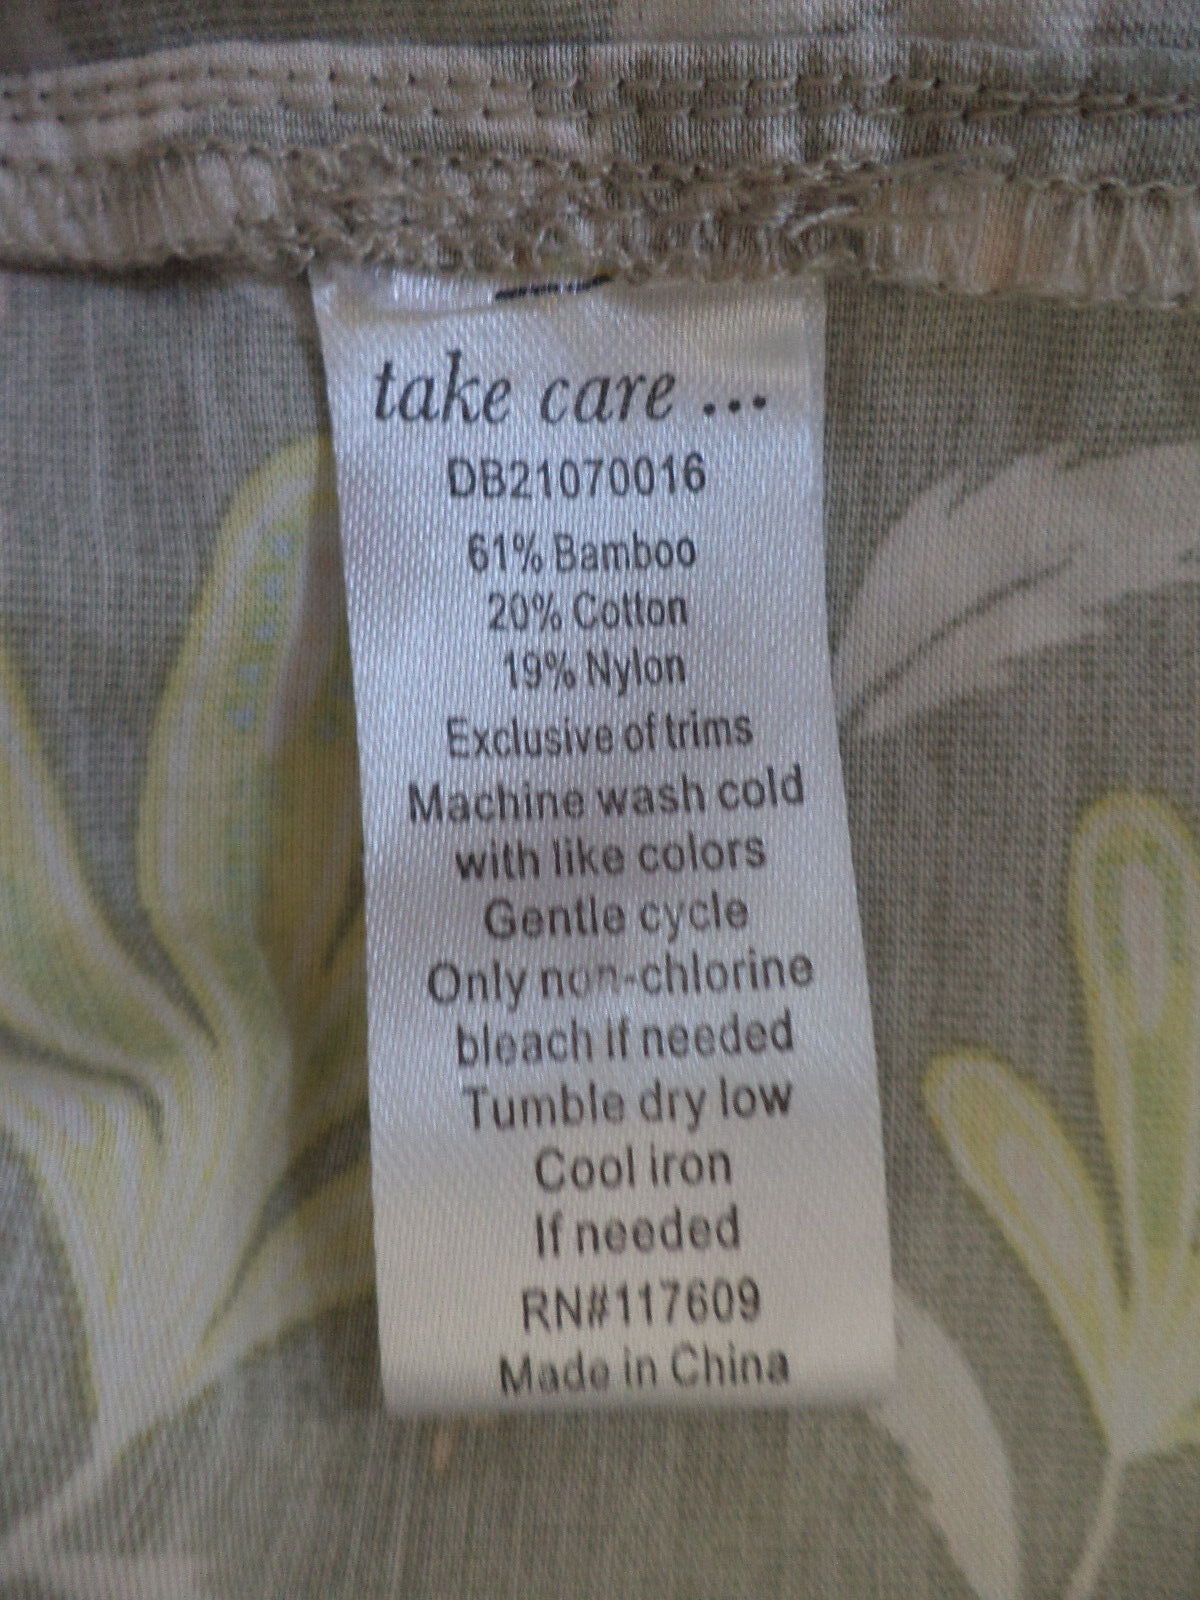 take care ...
DB21070016
61% Bamboo
20% Cotton
19% Nylon
Exclusive of trims
Machine wash cold
with like colors
Gentle cycle
Only non-chlorine
bleach if needed
Tumble dry low
Cool iron
If needed
RN#117609
Made in China